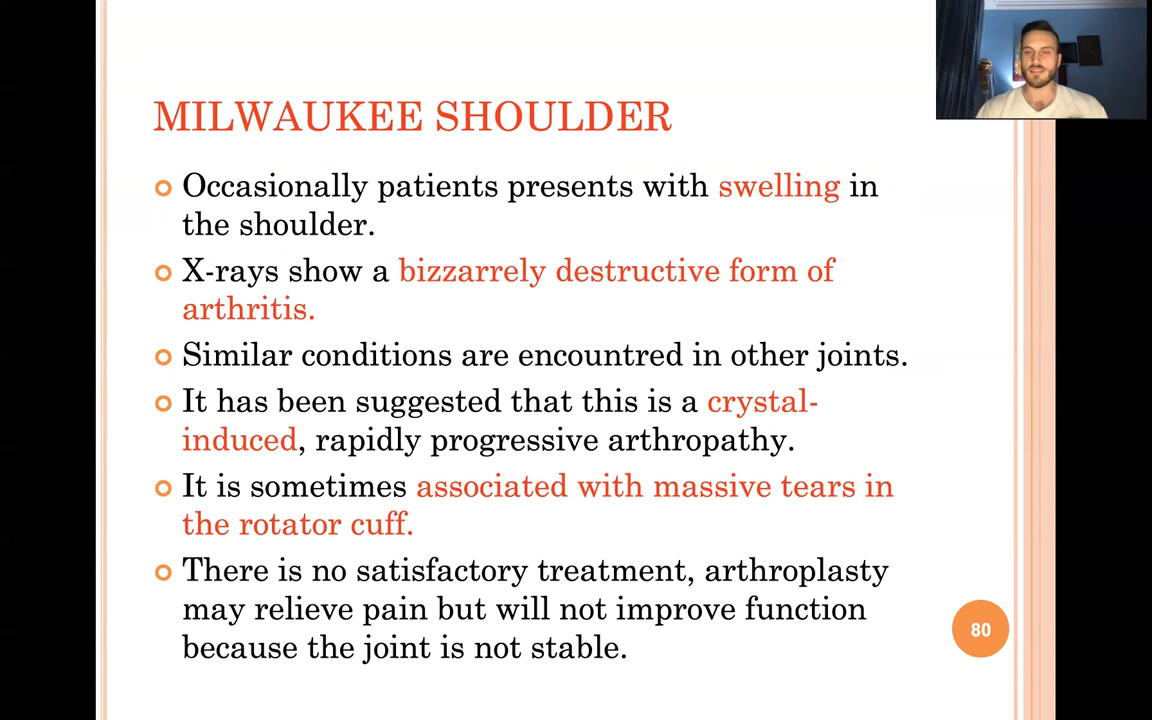 MILWAUKEE SHOULDER
Occasionally patients presents with swelling in
the shoulder.
X-rays show a bizzarrely destructive form of
arthritis.
Similar conditions are encountred in other joints.
It has been suggested that this is a crystal-
induced, rapidly progressive arthropathy.
It is sometimes associated with massive tears in
the rotator cuff.
There is no satisfactory treatment, arthroplasty
may relieve pain but will not improve function
because the joint is not stable.
80